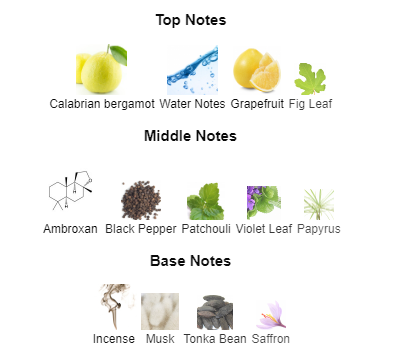 Top Notes
Calabrian bergamot Water Notes Grapefruit Fig Leaf
Middle Notes
Ambroxan Black Pepper Patchouli Violet Leaf Papyrus
Base Notes
Incense Musk Tonka Bean Saffron